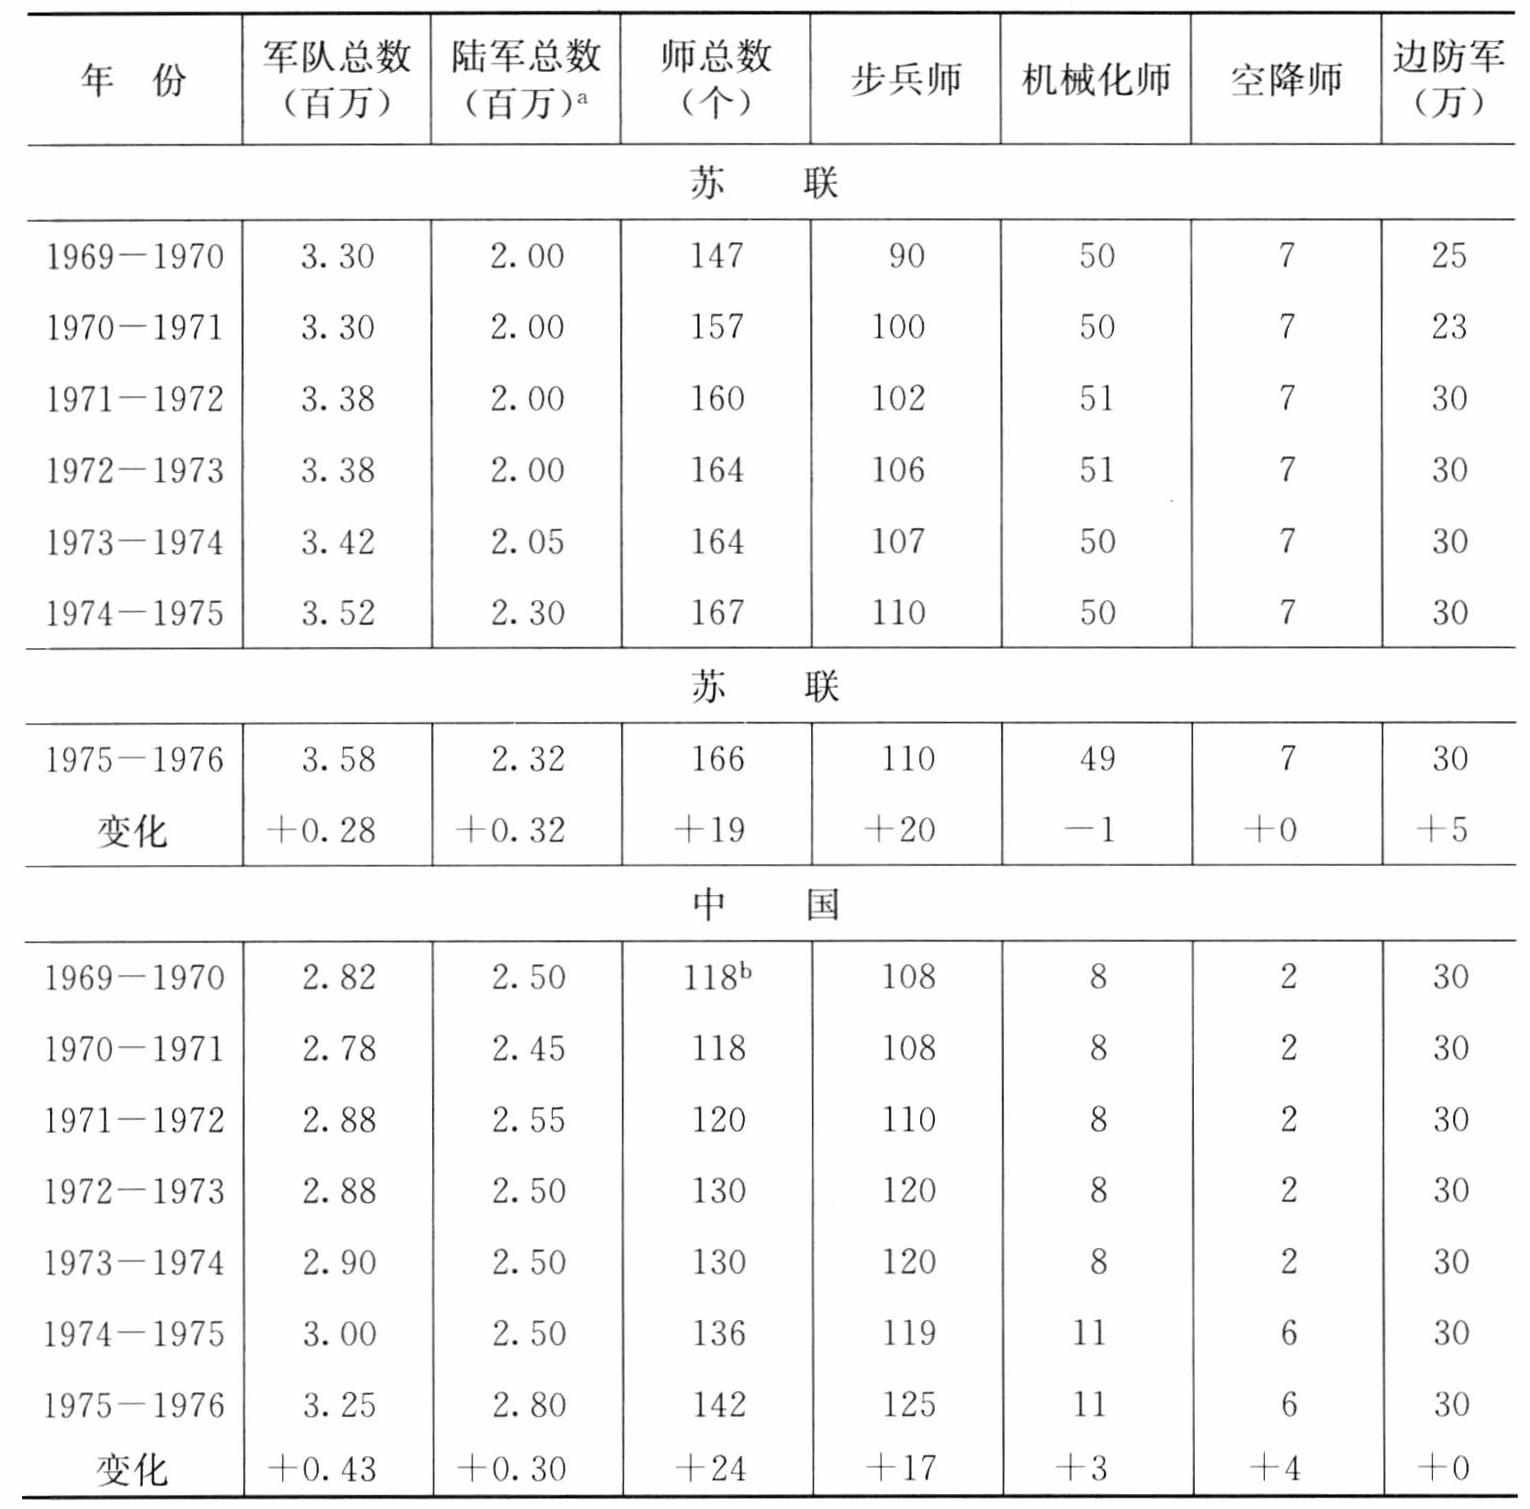 年 份 军队总数（百万） 陆军总数（百万）a 师总数（个） 步兵师 机械化师 空降师 边防军（万）
苏 联
1969－1970 3.30 2.00 147 90 50 7 25
1970－1971 3.30 2.00 157 100 50 7 23
1971－1972 3.38 2.00 160 102 51 7 30
1972－1973 3.38 2.00 164 106 51 7 30
1973－1974 3.42 2.05 164 107 50 7 30
1974－1975 3.52 2.30 167 110 50 7 30
苏 联
1975－1976 3.58 2.32 166 110 49 7 30
变化 +0.28 +0.32 +19 +20 －1 +0 +5
中 国
1969－1970 2.82 2.50 118b 108 8 2 30
1970－1971 2.78 2.45 118 108 8 2 30
1971－1972 2.88 2.55 120 110 8 2 30
1972－1973 2.88 2.50 130 120 8 2 30
1973－1974 2.90 2.50 130 120 8 2 30
1974－1975 3.00 2.50 136 119 11 6 30
1975－1976 3.25 2.80 142 125 11 6 30
变化 +0.43 +0.30 +24 +17 +3 +4 +0